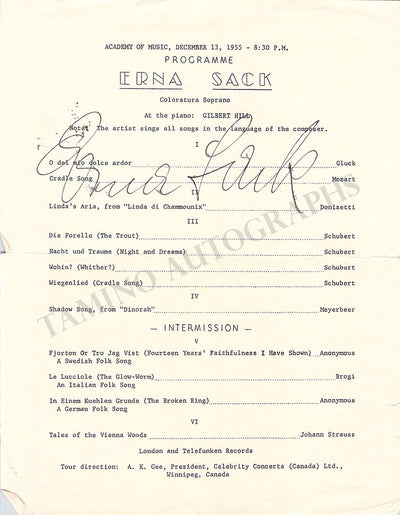 ACADEMY OF MUSIC, DECEMBER 13, 1955 - 8:30 P.M.
PROGRAMME
ERNA SACK
Coloratura Soprano
At the piano: GILBERT HILL
Note: The artist sings all songs in the language of the composer.
Erna Sack
I
O del mio dolce ardor Gluck
Cradle Song Mozart
II
Linda's Aria, from "Linda di Chammounix" Donizetti
III
Die Forelle (The Trout) Schubert
Nacht und Traume (Night and Dreams) Schubert
Wohin? (Whither?) Schubert
Wiegenlied (Cradle Song) Schubert
IV
Shadow Song, from "Dinorah" Meyerbeer
— INTERMISSION —
V
Fjorton Or Tro Jag Vist (Fourteen Years' Faithfulness I Have Shown) Anonymous
A Swedish Folk Song
Le Lucciole (The Glow-Worm) Brogi
An Italian Folk Song
In Einem Kuehlen Grunde (The Broken Ring) Anonymous
A German Folk Song
VI
Tales of the Vienna Woods Johann Strauss
London and Telefunken Records
Tour direction: A. K. Gee, President, Celebrity Concerts (Canada) Ltd.,
Winnipeg, Canada
TAMINO AUTOGRAPHS